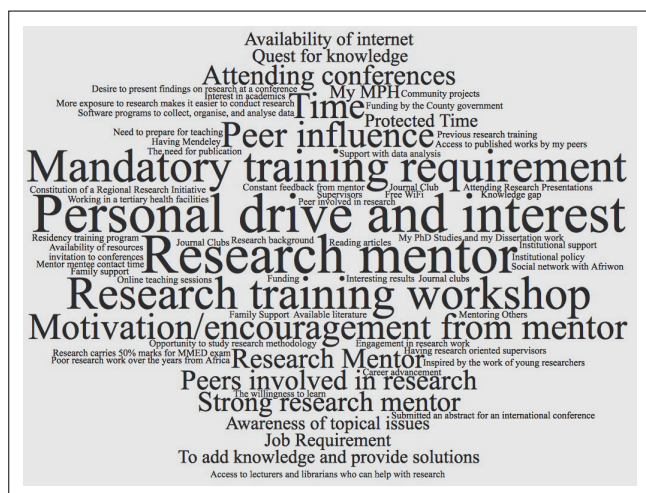 Availability of internet
Quest for knowledge
Attending conferences
Desire to present findings on research at a conference
Interest in academics
My MPH
Community projects
More exposure to research makes it easier to conduct research
Time
Funding by the County government
Software programs to collect, organise, and analyse data
Protected Time
Need to prepare for teaching
Peer influence
Previous research training
Having Mendeley
Access to published works by my peers
The need for publication
Support with data analysis
Mandatory training requirement
Constitution of a Regional Research Initiative
Constant feedback from mentor
Journal Club
Attending Research Presentations
Supervisors
Free WiFi
Knowledge gap
Working in a tertiary health facilities
Peer involved in research
Personal drive and interest
Residency training program
My PhD Studies and my Dissertation work
Journal Clubs
Research background
Reading articles
Institutional support
Availability of resources
Research mentor
invitation to conferences
Institutional policy
Mentor mentee contact time
Social network with Afriwon
Family support
Online teaching sessions
Funding
Interesting results
Journal clubs
Research training workshop
Family Support
Available literature
Mentoring Others
Motivation/encouragement from mentor
Opportunity to study research methodology
Engagement in research work
Research carries 50% marks for MMED exam
Having research oriented supervisors
Poor research work over the years from Africa
Research Mentor
Inspired by the work of young researchers
Career advancement
Peers involved in research
The willingness to learn
Strong research mentor
Submitted an abstract for an international conference
Awareness of topical issues
Job Requirement
To add knowledge and provide solutions
Access to lecturers and librarians who can help with research